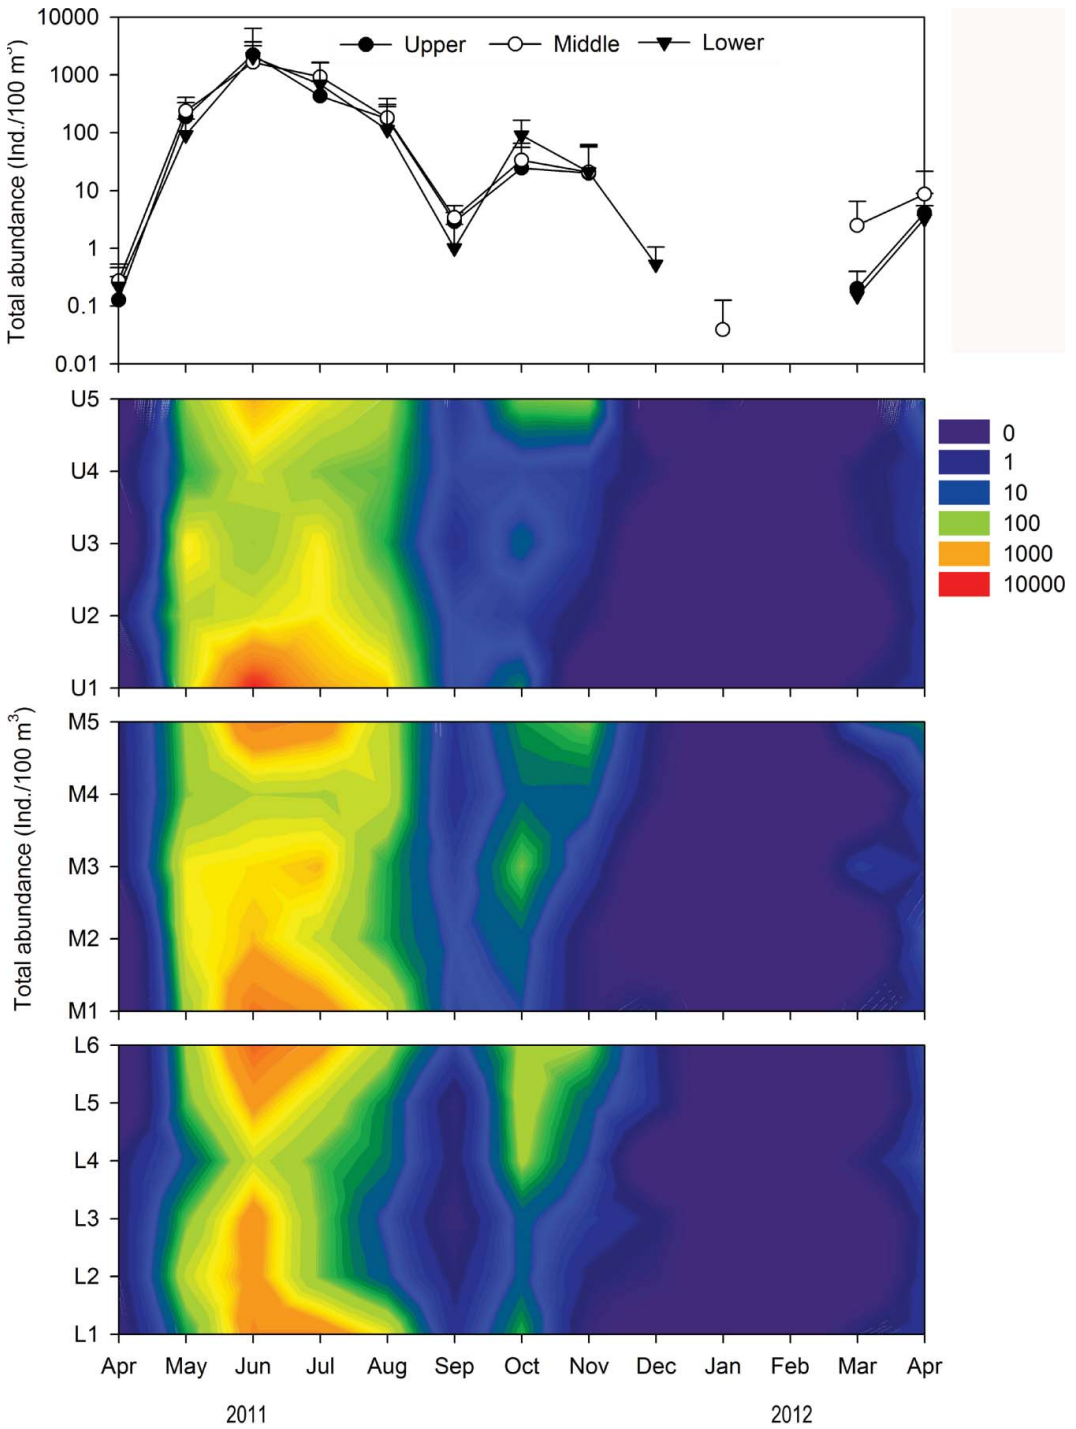 Total abundance (Ind./100 m³)
10000
1000
100
10
1
0.1
0.01
Upper Middle Lower
Total abundance (Ind./100 m³)
U5
U4
U3
U2
U1
M5
M4
M3
M2
M1
L6
L5
L4
L3
L2
L1
0
1
10
100
1000
10000
Apr May Jun Jul Aug Sep Oct Nov Dec Jan Feb Mar Apr
2011 2012